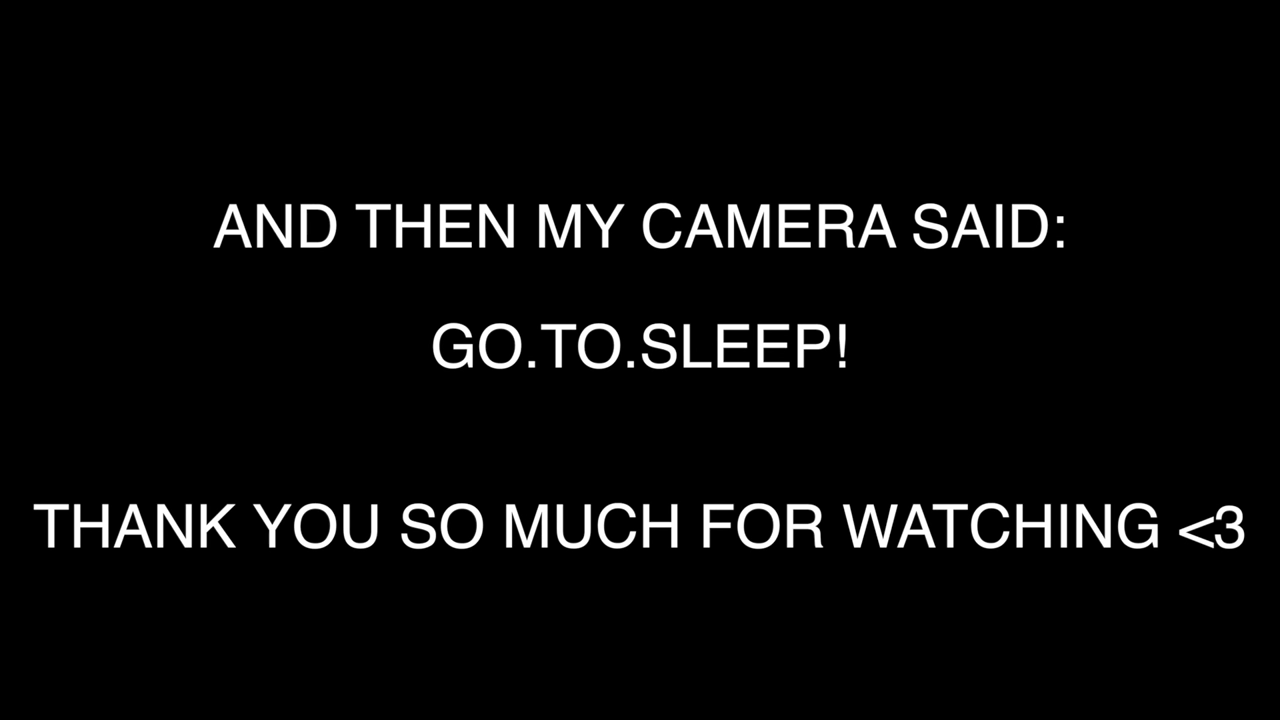 AND THEN MY CAMERA SAID:
GO.TO.SLEEP!
THANK YOU SO MUCH FOR WATCHING <3